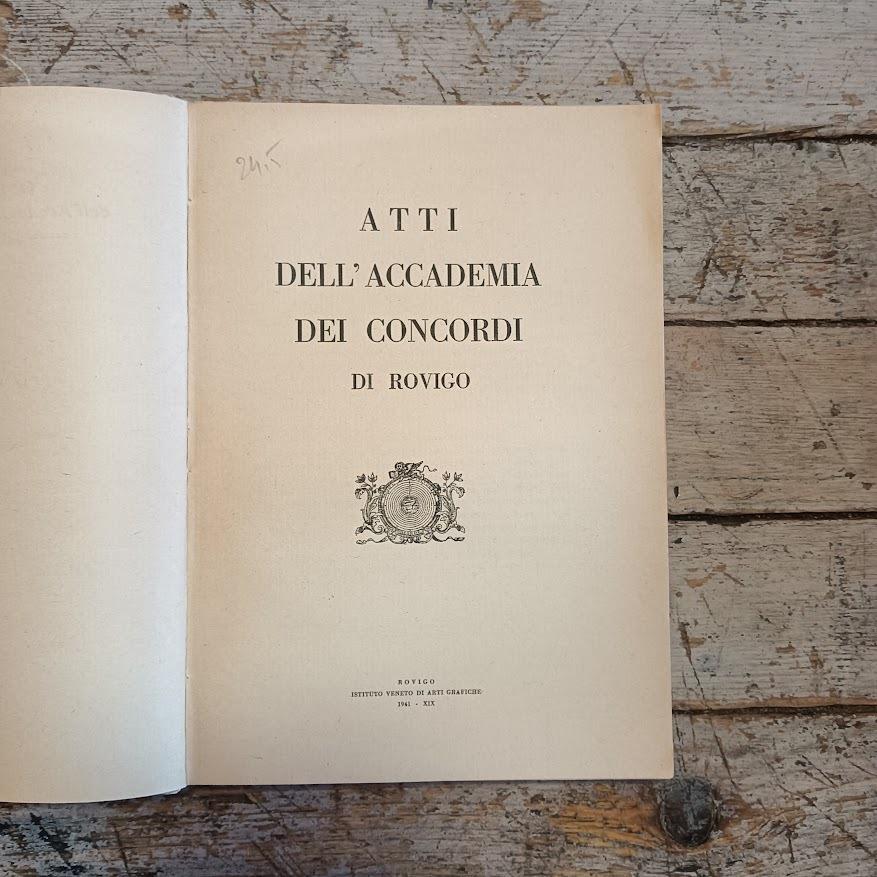 ATTI
DELL'ACCADEMIA
DEI CONCORDI
DI ROVIGO
ROVIGO
ISTITUTO VENETO DI ARTI GRAFICHE
1941 - XIX